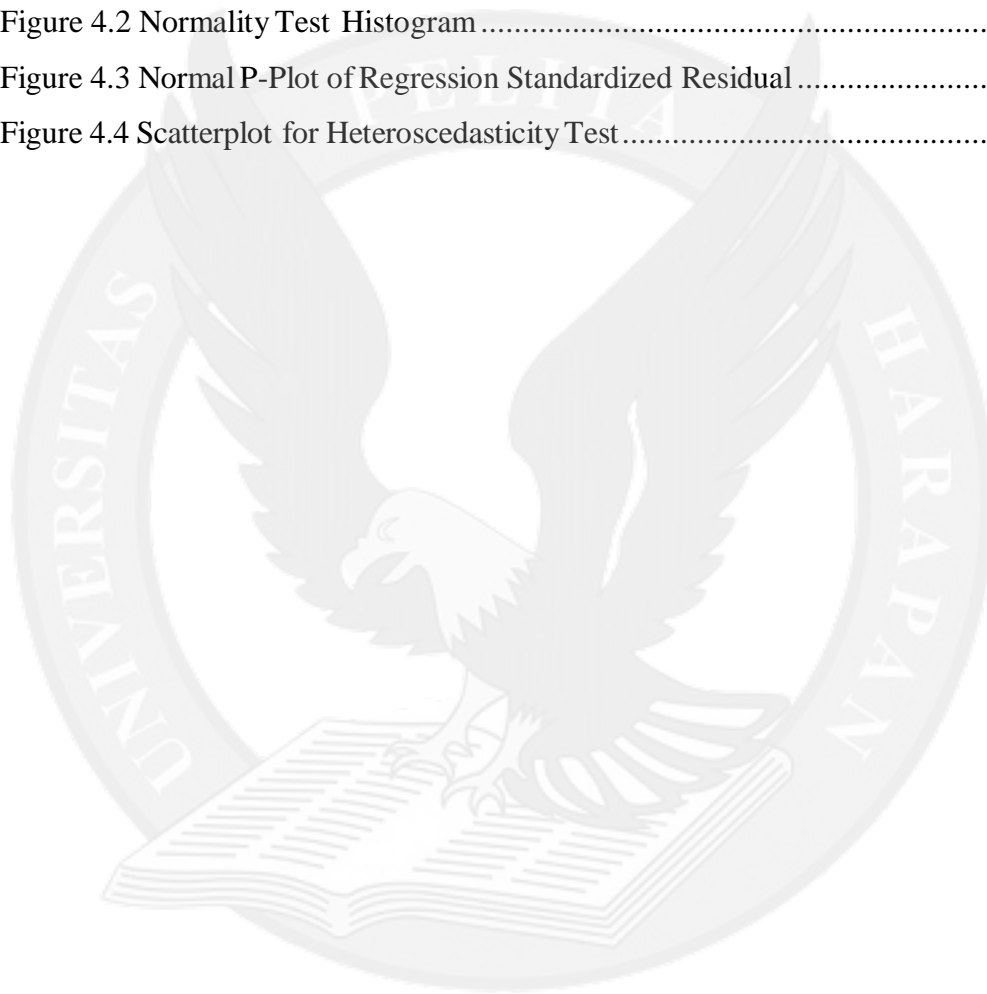 Figure 4.2 Normality Test Histogram ............................................................
Figure 4.3 Normal P-Plot of Regression Standardized Residual .......................
Figure 4.4 Scatterplot for Heteroscedasticity Test ............................................
UNIVERSITAS PELITA HARAPAN